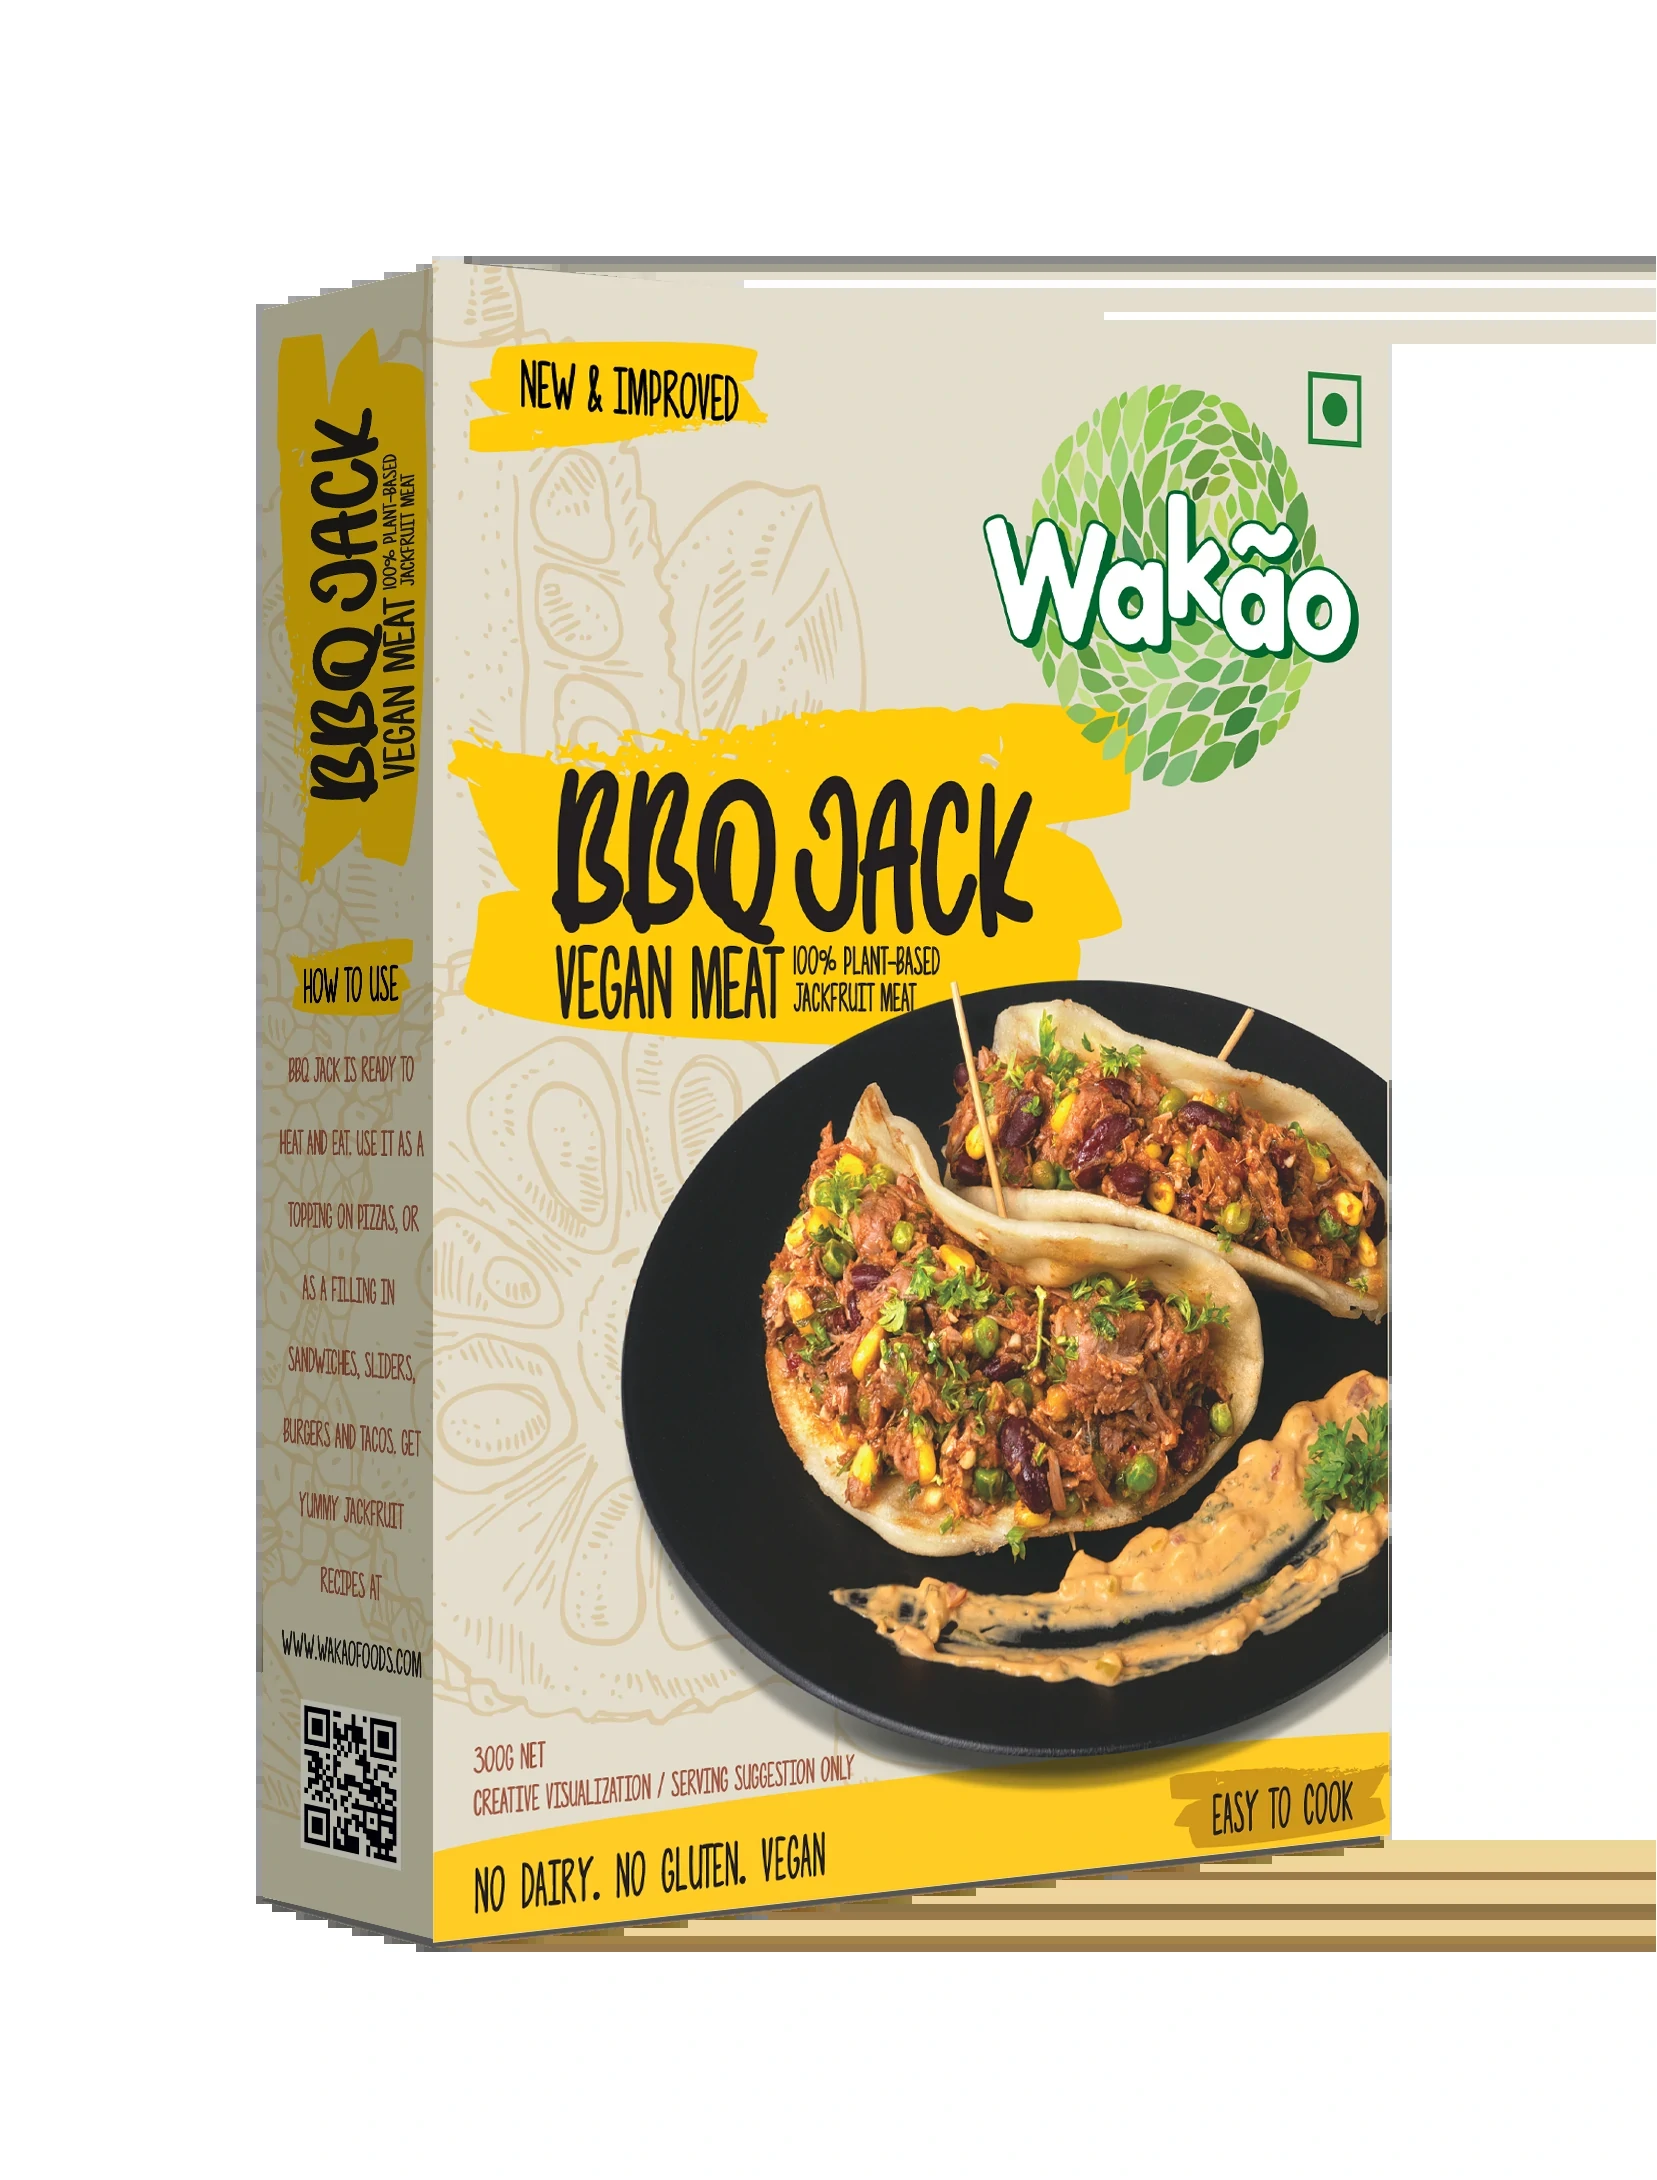 NEW & IMPROVED
Wakão
BBQ JACK
VEGAN MEAT
100% PLANT-BASED
JACKFRUIT MEAT
300G NET
CREATIVE VISUALIZATION / SERVING SUGGESTION ONLY
NO DAIRY. NO GLUTEN. VEGAN
EASY TO COOK
BBQ JACK
VEGAN MEAT
100% PLANT-BASED
JACKFRUIT MEAT
HOW TO USE
BBQ JACK IS READY TO
HEAT AND EAT. USE IT AS A
TOPPING ON PIZZAS, OR
AS A FILLING IN
SANDWICHES, SLIDERS,
BURGERS AND TACOS. GET
YUMMY JACKFRUIT
RECIPES AT
WWW.WAKAOFOODS.COM